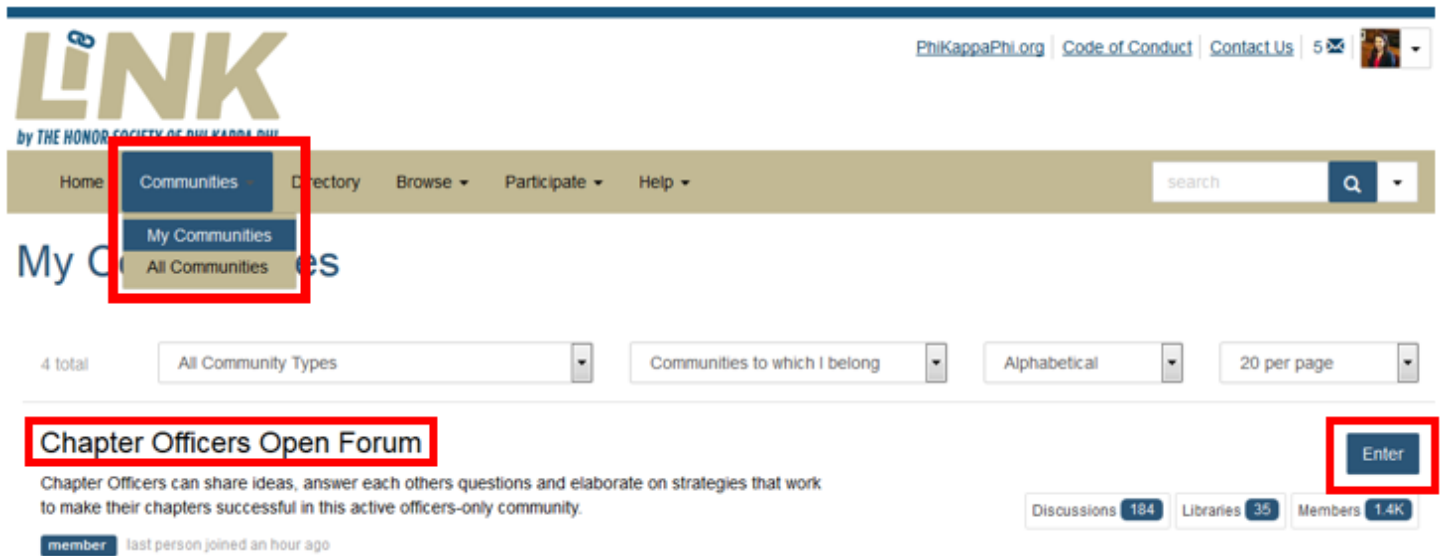 LiNK
PhiKappaPhi.org Code of Conduct Contact Us 5
by THE HONOR SOCIETY OF PHI KAPPA PHI
Home Communities Directory Browse Participate Help search
My Communities
All Communities
My C es
4 total All Community Types Communities to which I belong Alphabetical 20 per page
Chapter Officers Open Forum
Enter
Chapter Officers can share ideas, answer each others questions and elaborate on strategies that work
to make their chapters successful in this active officers-only community.
Discussions 184 Libraries 35 Members 1.4K
member last person joined an hour ago